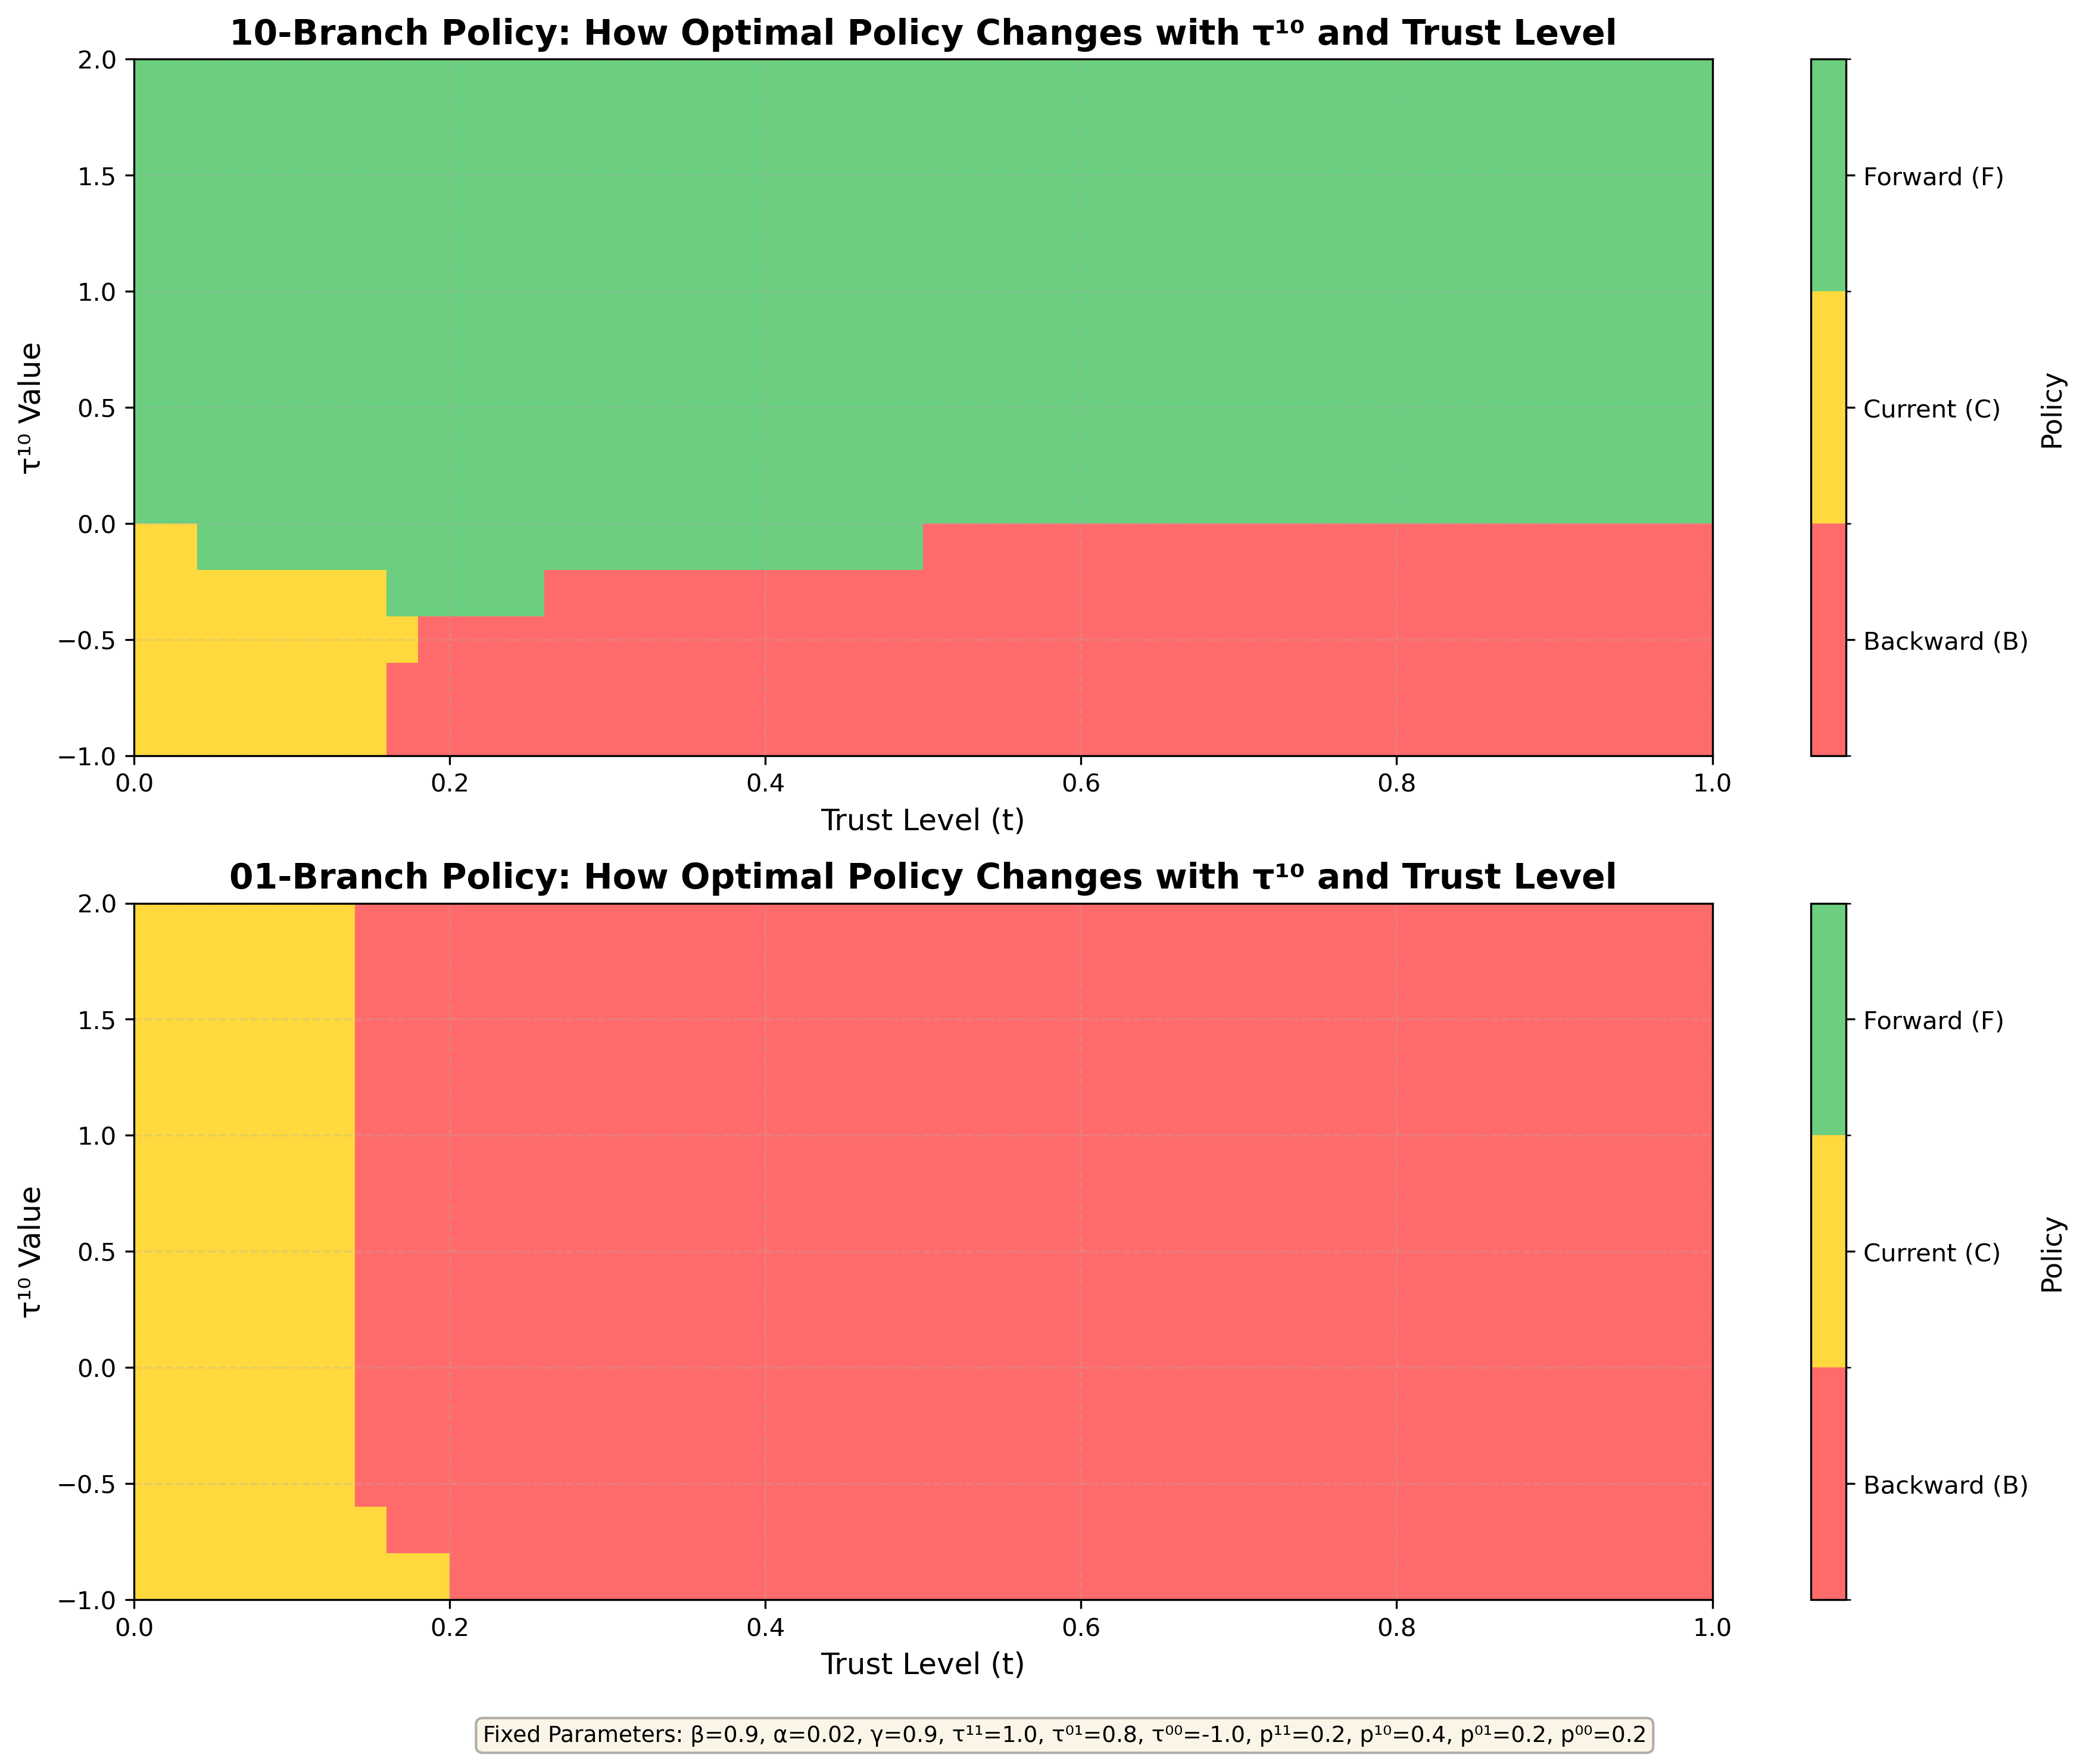 10-Branch Policy: How Optimal Policy Changes with τ¹⁰ and Trust Level
2.0
1.5
1.0
0.5
0.0
−0.5
−1.0
τ¹⁰ Value
0.0 0.2 0.4 0.6 0.8 1.0
Trust Level (t)
Forward (F)
Current (C)
Backward (B)
Policy
01-Branch Policy: How Optimal Policy Changes with τ¹⁰ and Trust Level
2.0
1.5
1.0
0.5
0.0
−0.5
−1.0
τ¹⁰ Value
0.0 0.2 0.4 0.6 0.8 1.0
Trust Level (t)
Forward (F)
Current (C)
Backward (B)
Policy
Fixed Parameters: β=0.9, α=0.02, γ=0.9, τ¹¹=1.0, τ⁰¹=0.8, τ⁰⁰=-1.0, p¹¹=0.2, p¹⁰=0.4, p⁰¹=0.2, p⁰⁰=0.2